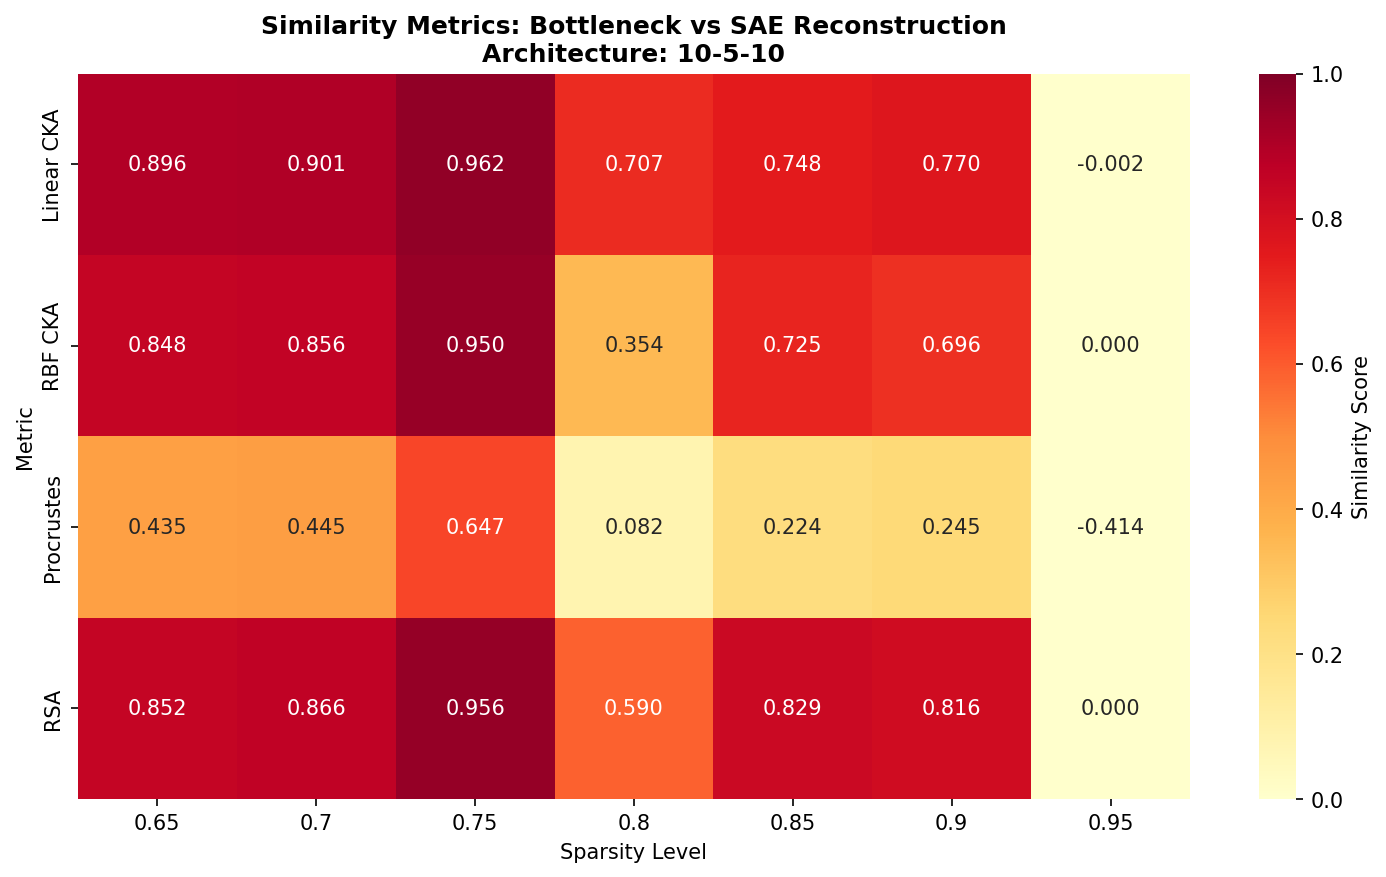 Similarity Metrics: Bottleneck vs SAE Reconstruction
Architecture: 10-5-10
Metric
Linear CKA
0.896 0.901 0.962 0.707 0.748 0.770 -0.002
RBF CKA
0.848 0.856 0.950 0.354 0.725 0.696 0.000
Procrustes
0.435 0.445 0.647 0.082 0.224 0.245 -0.414
RSA
0.852 0.866 0.956 0.590 0.829 0.816 0.000
0.65 0.7 0.75 0.8 0.85 0.9 0.95
Sparsity Level
1.0
0.8
0.6
0.4
0.2
0.0
Similarity Score